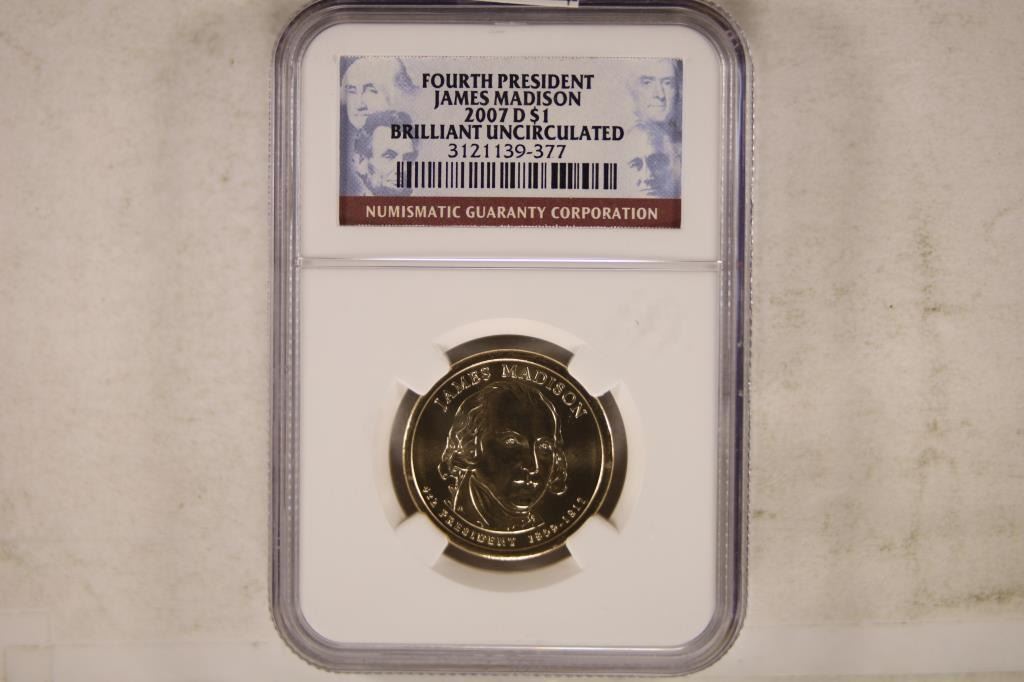 FOURTH PRESIDENT
JAMES MADISON
2007 D $1
BRILLIANT UNCIRCULATED
3121139-377
NUMISMATIC GUARANTY CORPORATION
JAMES MADISON
4th PRESIDENT 1809-1817